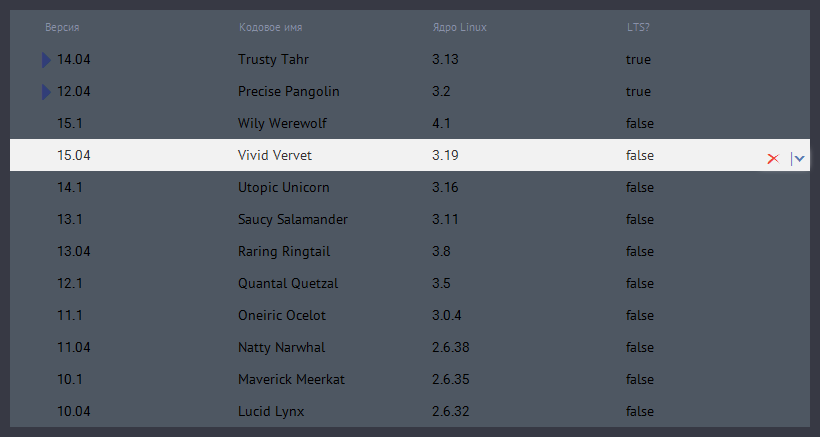 Версия Кодовое имя Ядро Linux LTS?
14.04 Trusty Tahr 3.13 true
12.04 Precise Pangolin 3.2 true
15.1 Wily Werewolf 4.1 false
15.04 Vivid Vervet 3.19 false
14.1 Utopic Unicorn 3.16 false
13.1 Saucy Salamander 3.11 false
13.04 Raring Ringtail 3.8 false
12.1 Quantal Quetzal 3.5 false
11.1 Oneiric Ocelot 3.0.4 false
11.04 Natty Narwhal 2.6.38 false
10.1 Maverick Meerkat 2.6.35 false
10.04 Lucid Lynx 2.6.32 false